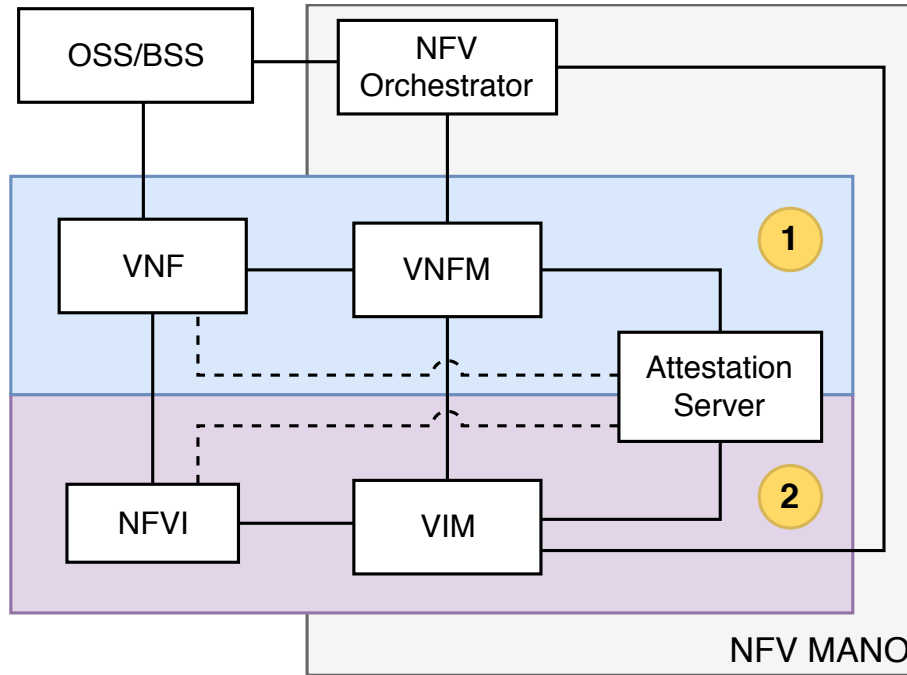 OSS/BSS
NFV
Orchestrator
1
VNF
VNFM
Attestation
Server
2
NFVI
VIM
NFV MANO